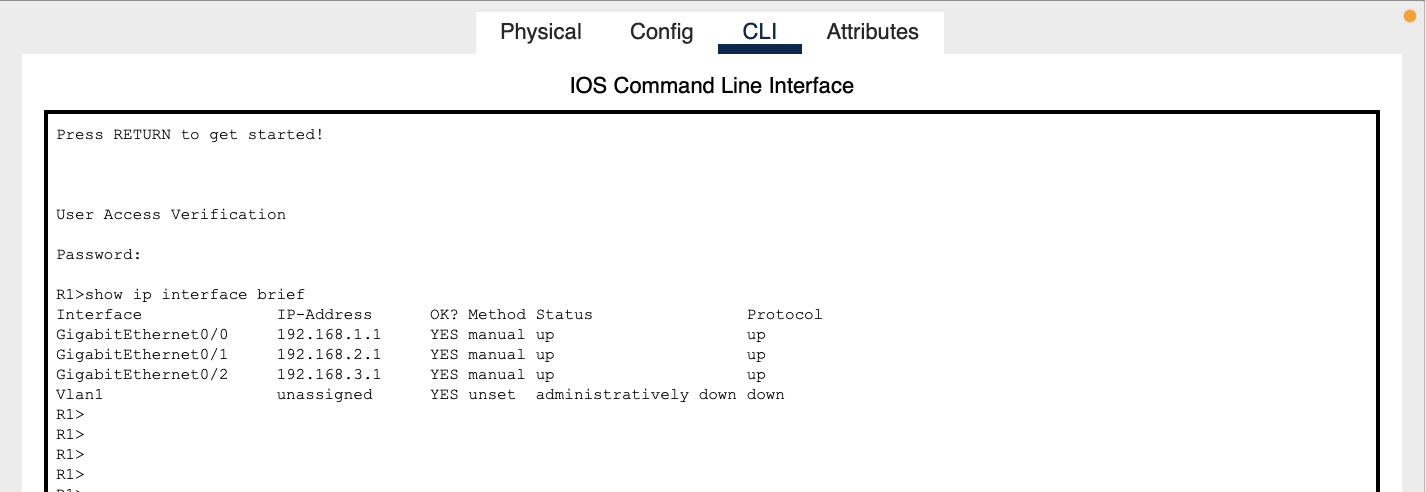 Physical Config CLI Attributes
IOS Command Line Interface
Press RETURN to get started!
User Access Verification
Password:
R1>show ip interface brief
Interface IP-Address OK? Method Status Protocol
GigabitEthernet0/0 192.168.1.1 YES manual up up
GigabitEthernet0/1 192.168.2.1 YES manual up up
GigabitEthernet0/2 192.168.3.1 YES manual up up
Vlan1 unassigned YES unset administratively down down
R1>
R1>
R1>
R1>
R1>